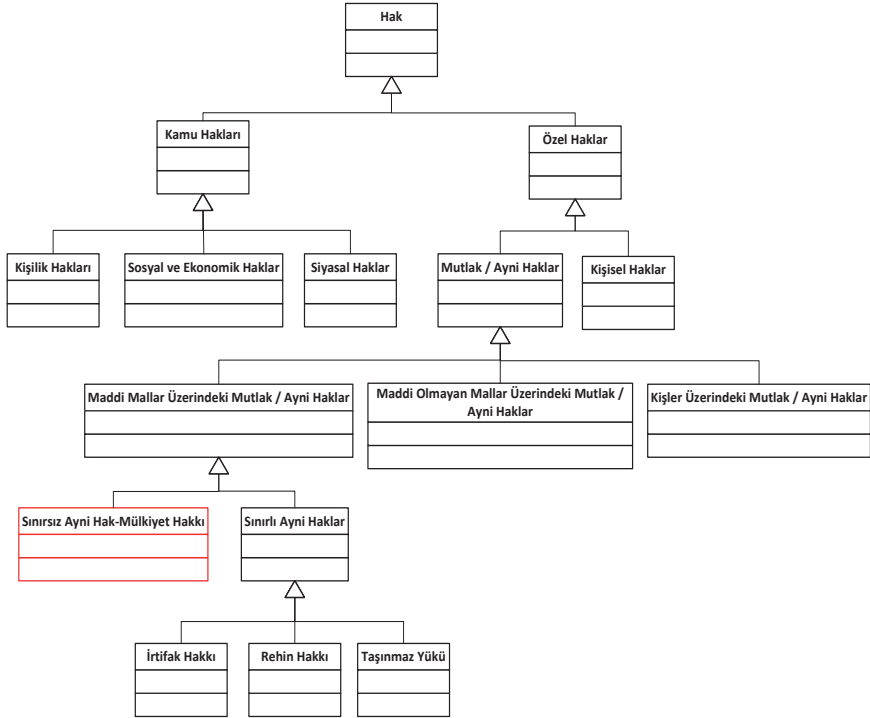 Hak
Kamu Hakları
Özel Haklar
Kişilik Hakları
Sosyal ve Ekonomik Haklar
Siyasal Haklar
Mutlak / Ayni Haklar
Kişisel Haklar
Maddi Mallar Üzerindeki Mutlak / Ayni Haklar
Maddi Olmayan Mallar Üzerindeki Mutlak /
Ayni Haklar
Kişler Üzerindeki Mutlak / Ayni Haklar
Sınırsız Ayni Hak-Mülkiyet Hakkı
Sınırlı Ayni Haklar
İrtifak Hakkı
Rehin Hakkı
Taşınmaz Yükü